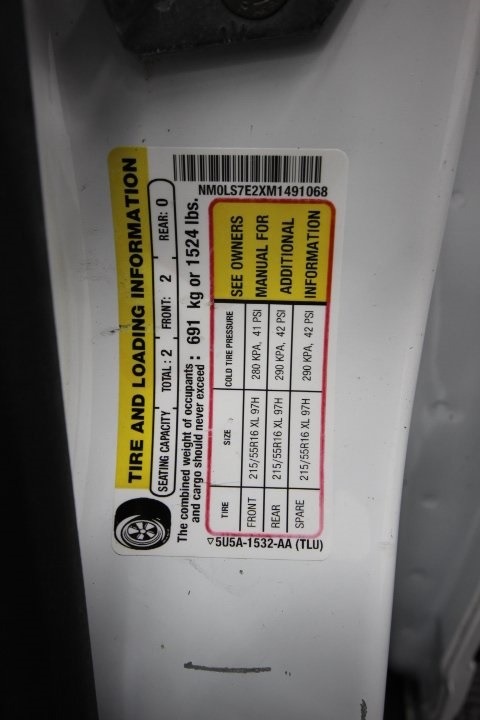 TIRE AND LOADING INFORMATION
SEATING CAPACITY TOTAL : 2 FRONT: 2 REAR: 0
The combined weight of occupants
and cargo should never exceed : 691 kg or 1524 lbs.
NM0LS7E2XM1491068
TIRE SIZE COLD TIRE PRESSURE
FRONT 215/55R16 XL 97H 280 KPA, 41 PSI
REAR 215/55R16 XL 97H 290 KPA, 42 PSI
SPARE 215/55R16 XL 97H 290 KPA, 42 PSI
SEE OWNERS
MANUAL FOR
ADDITIONAL
INFORMATION
▽5U5A-1532-AA (TLU)